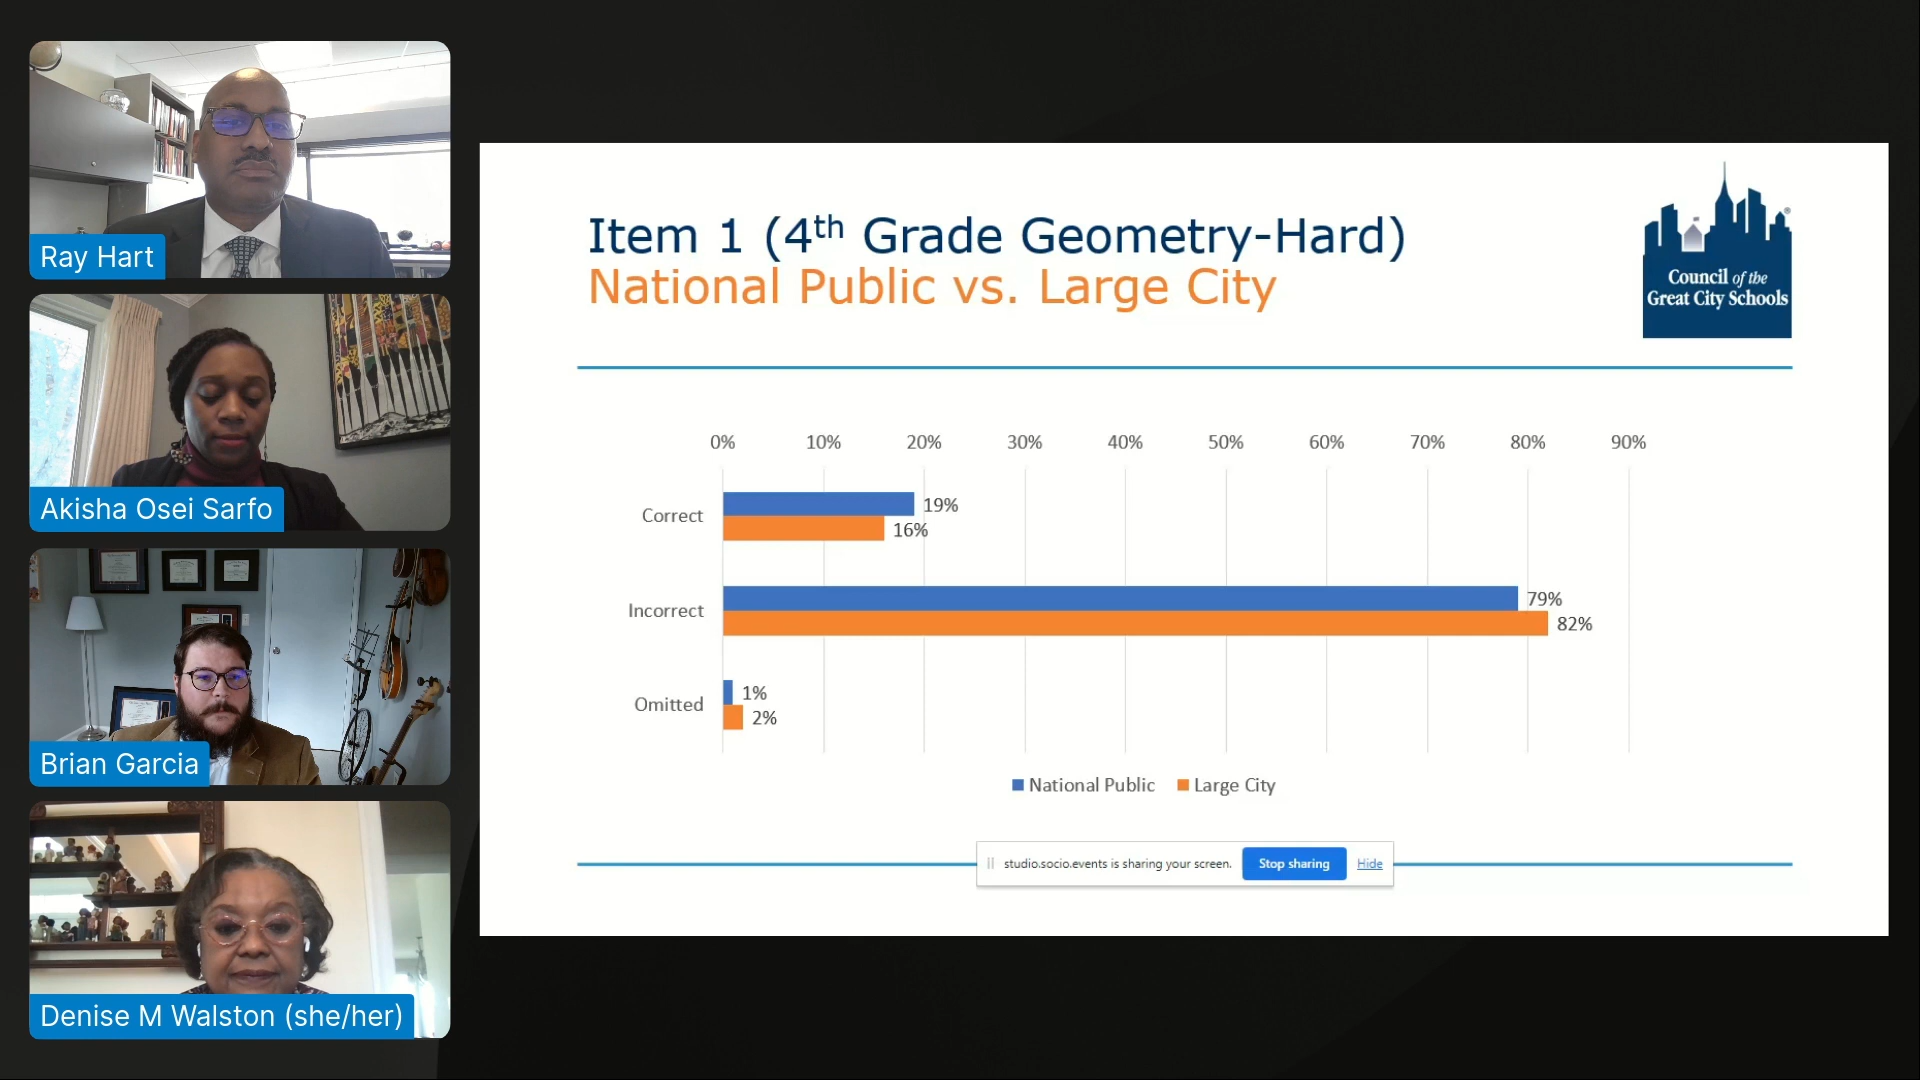 Ray Hart
Akisha Osei Sarfo
Brian Garcia
Denise M Walston (she/her)
Item 1 (4th Grade Geometry-Hard)
National Public vs. Large City
Council of the
Great City Schools
0% 10% 20% 30% 40% 50% 60% 70% 80% 90%
Correct
19%
16%
Incorrect
79%
82%
Omitted
1%
2%
National Public Large City
studio.socio.events is sharing your screen. Stop sharing Hide